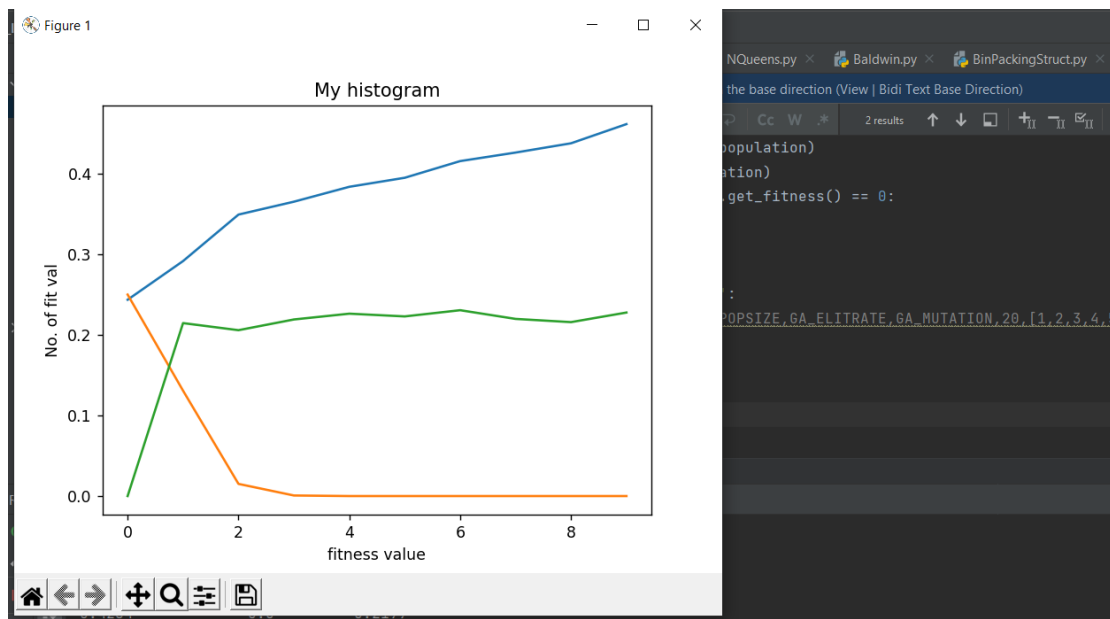 Figure 1
My histogram
0.4
0.3
0.2
0.1
0.0
No. of fit val
0 2 4 6 8
fitness value
NQueens.py Baldwin.py BinPackingStruct.py
the base direction (View | Bidi Text Base Direction)
Cc W .* 2 results
population)
ation)
.get_fitness() == 0:
:
POPSIZE,GA_ELITRATE,GA_MUTATION,20,[1,2,3,4,